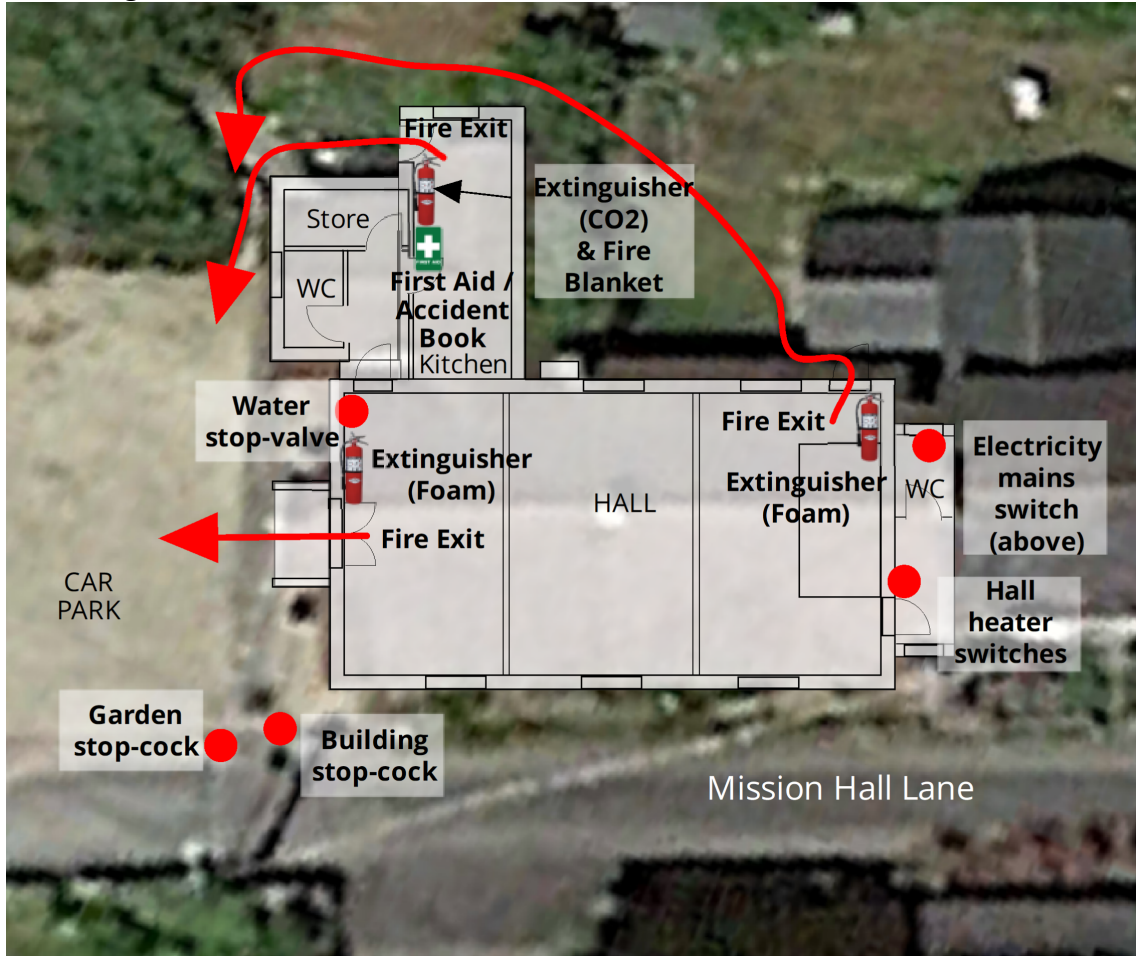 Fire Exit
Extinguisher
(CO2)
& Fire
Blanket
Store
FIRST AID
WC
First Aid /
Accident
Book
Kitchen
Water
stop-valve
Extinguisher
(Foam)
Fire Exit
HALL
Fire Exit
Extinguisher
(Foam)
WC
Electricity
mains
switch
(above)
Hall
heater
switches
CAR
PARK
Garden
stop-cock
Building
stop-cock
Mission Hall Lane